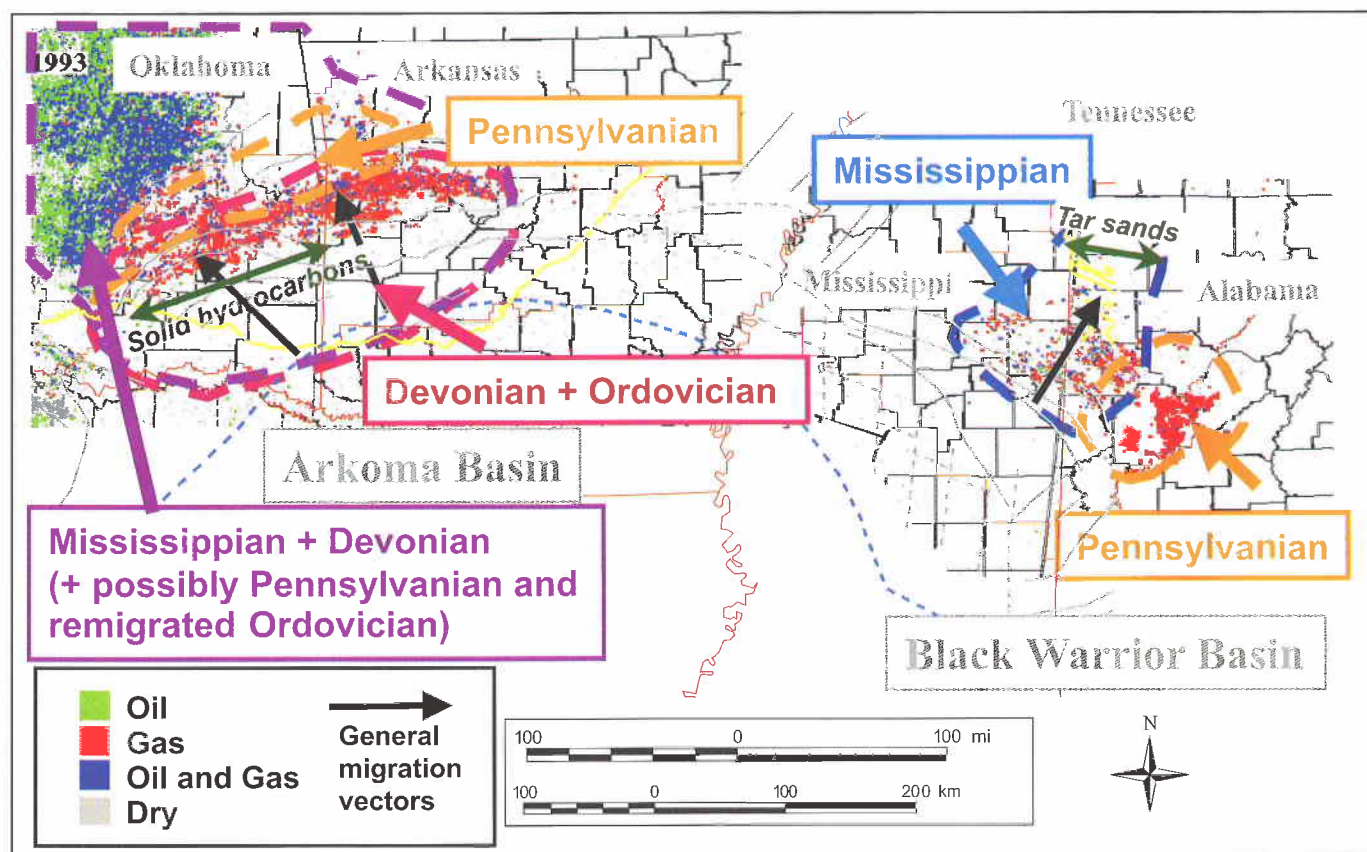 1993
Oklahoma
Arkansas
Pennsylvanian
Tennessee
Mississippian
Tar sands
Mississippi
Alabama
Solid hydrocarbons
Devonian + Ordovician
Arkoma Basin
Mississippian + Devonian
(+ possibly Pennsylvanian and
remigrated Ordovician)
Pennsylvanian
Black Warrior Basin
Oil
Gas
Oil and Gas
Dry
General
migration
vectors
100 0 100 mi
100 0 100 200 km
N